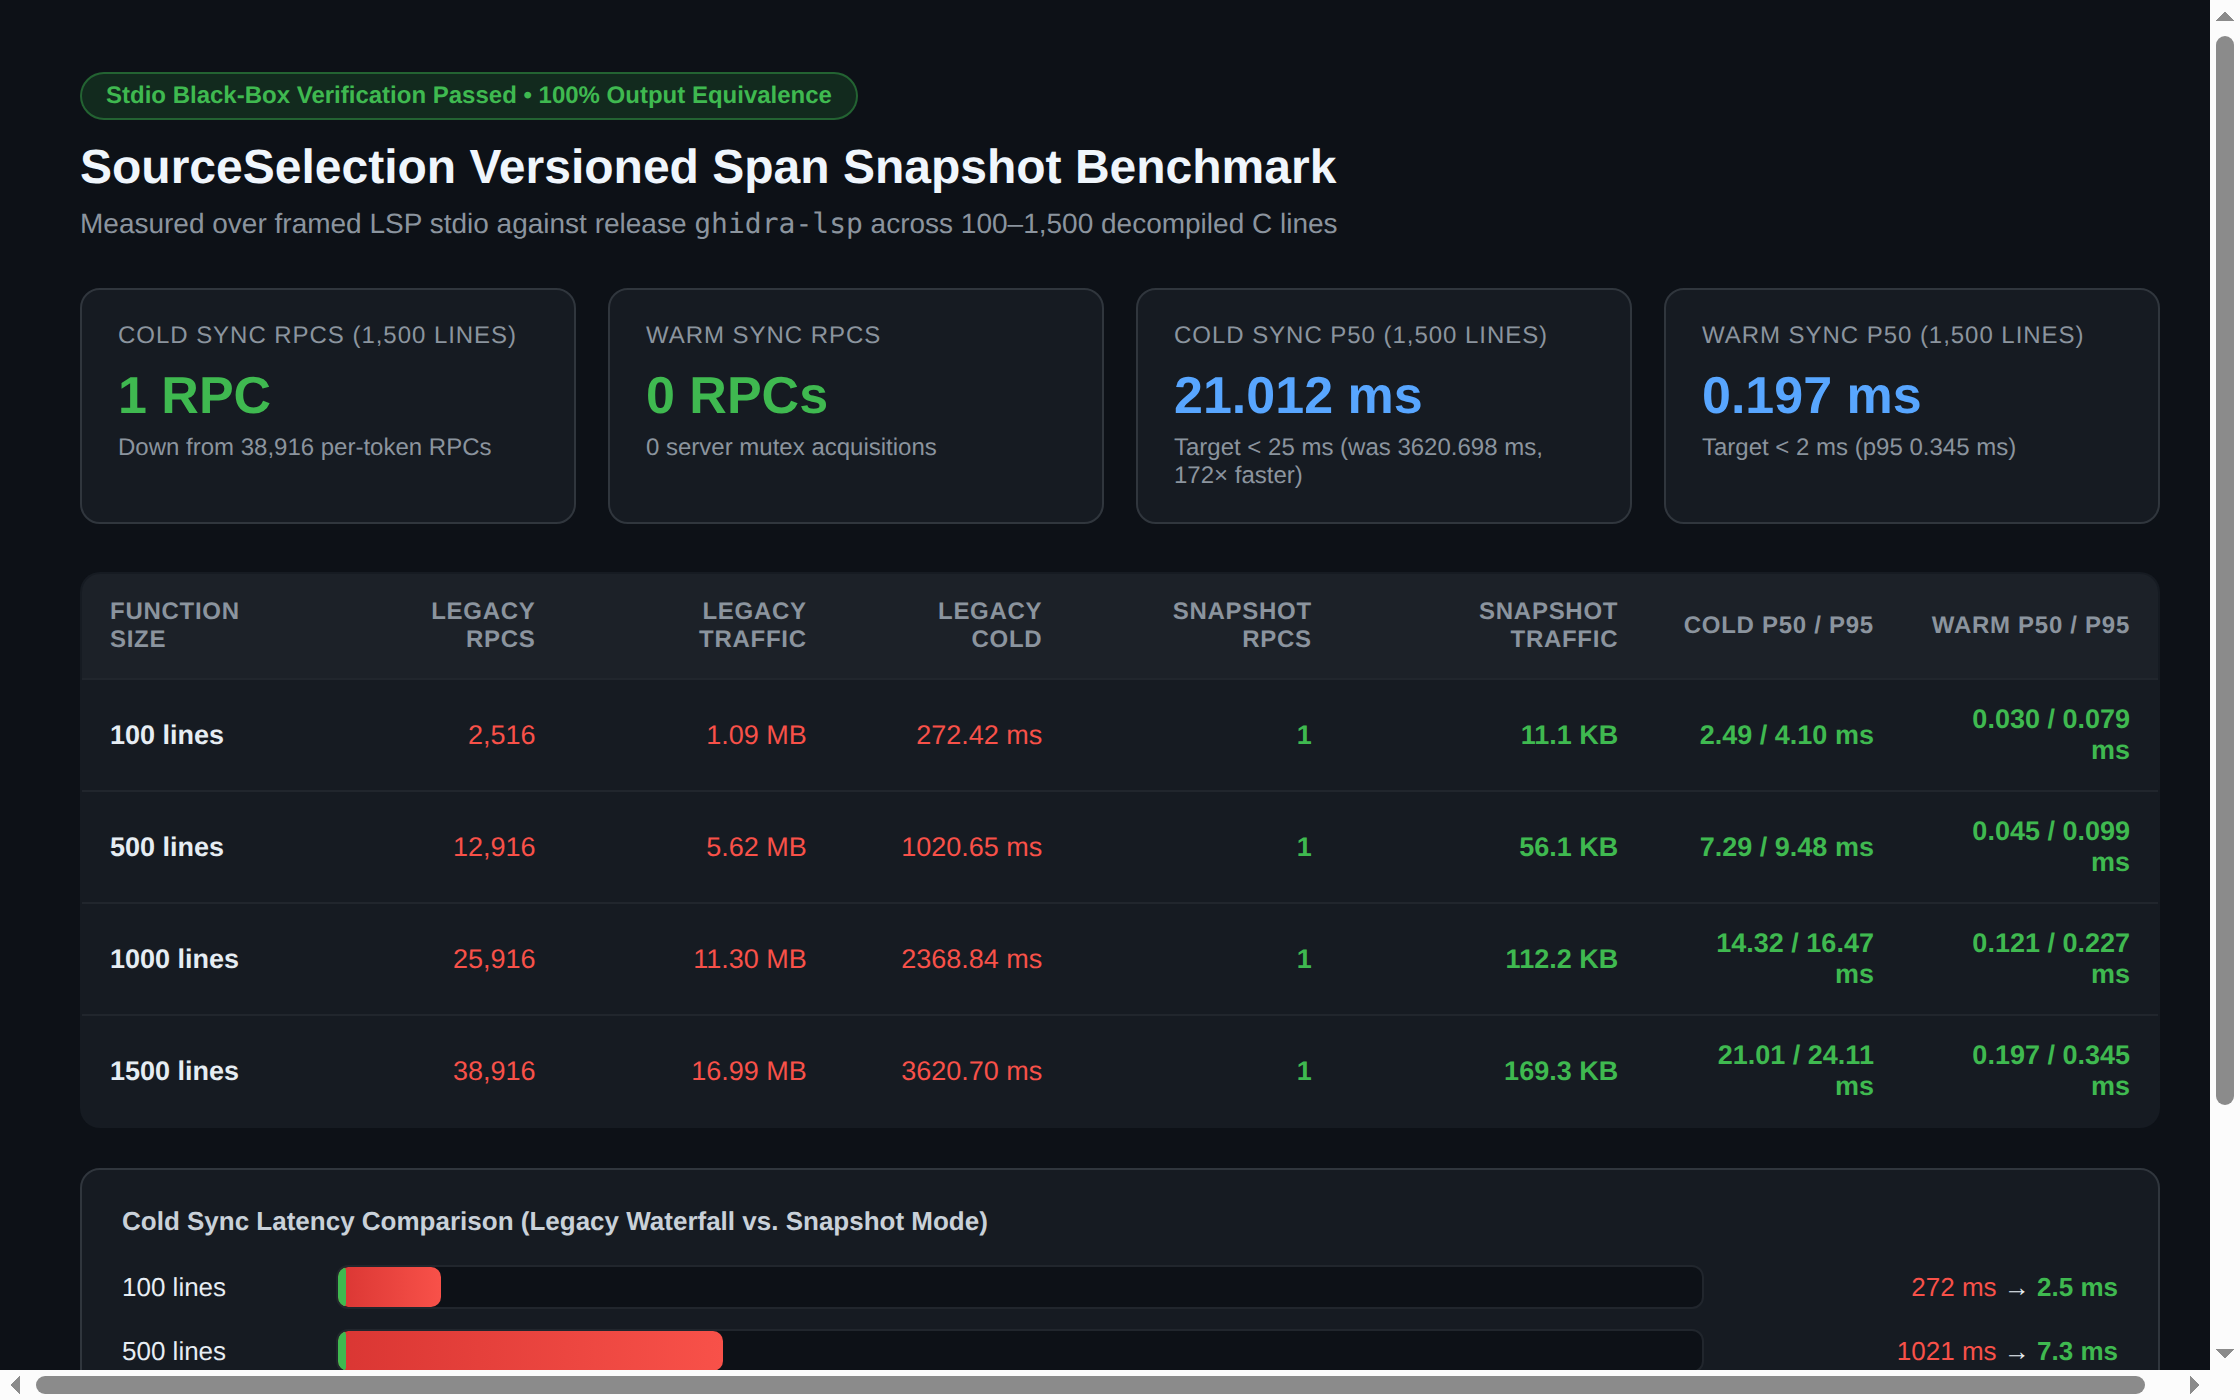 Stdio Black-Box Verification Passed • 100% Output Equivalence
SourceSelection Versioned Span Snapshot Benchmark
Measured over framed LSP stdio against release ghidra-lsp across 100–1,500 decompiled C lines
COLD SYNC RPCS (1,500 LINES)
1 RPC
Down from 38,916 per-token RPCs
WARM SYNC RPCS
0 RPCs
0 server mutex acquisitions
COLD SYNC P50 (1,500 LINES)
21.012 ms
Target < 25 ms (was 3620.698 ms,
172× faster)
WARM SYNC P50 (1,500 LINES)
0.197 ms
Target < 2 ms (p95 0.345 ms)
FUNCTION
SIZE
LEGACY
RPCS
LEGACY
TRAFFIC
LEGACY
COLD
SNAPSHOT
RPCS
SNAPSHOT
TRAFFIC
COLD P50 / P95
WARM P50 / P95
100 lines
2,516
1.09 MB
272.42 ms
1
11.1 KB
2.49 / 4.10 ms
0.030 / 0.079
ms
500 lines
12,916
5.62 MB
1020.65 ms
1
56.1 KB
7.29 / 9.48 ms
0.045 / 0.099
ms
1000 lines
25,916
11.30 MB
2368.84 ms
1
112.2 KB
14.32 / 16.47
ms
0.121 / 0.227
ms
1500 lines
38,916
16.99 MB
3620.70 ms
1
169.3 KB
21.01 / 24.11
ms
0.197 / 0.345
ms
Cold Sync Latency Comparison (Legacy Waterfall vs. Snapshot Mode)
100 lines
272 ms → 2.5 ms
500 lines
1021 ms → 7.3 ms